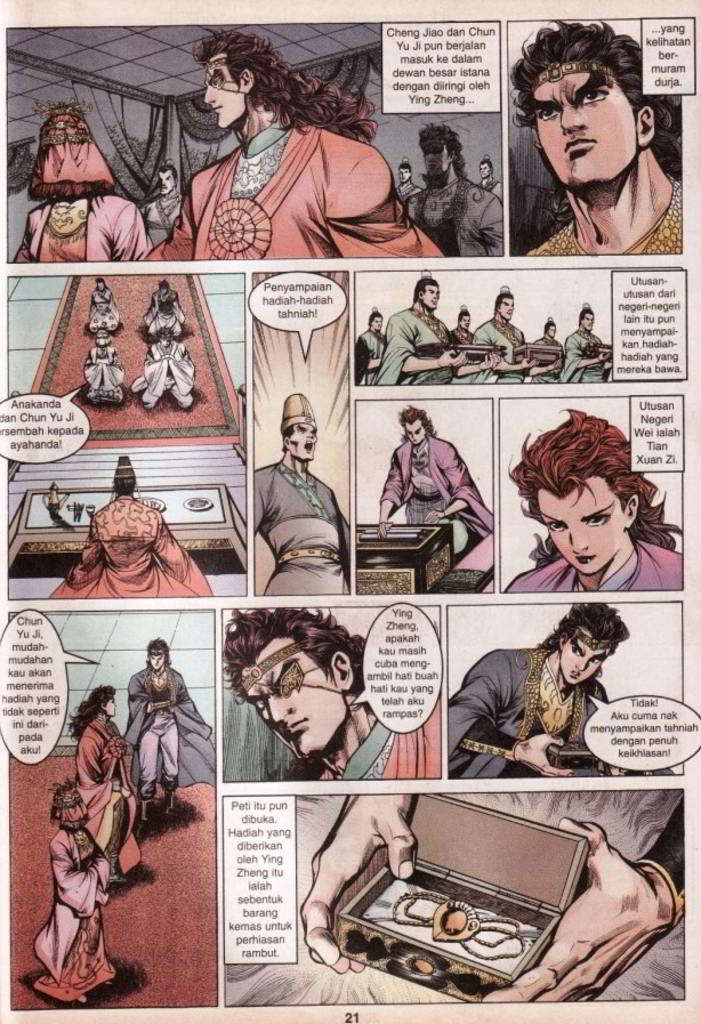 Cheng Jiao dan Chun
Yu Ji pun berjalan
masuk ke dalam
dewan besar istana
dengan diiringi oleh
Ying Zheng...
...yang
kelihatan
ber-
muram
durja.
Anakanda
dan Chun Yu Ji
ersembah kepada
ayahanda!
Penyampaian
hadiah-hadiah
tahniah!
Utusan-
utusan dari
negeri-negeri
lain itu pun
menyampai-
kan hadiah-
hadiah yang
mereka bawa.
Utusan
Negeri
Wei ialah
Tian
Xuan Zi.
Chun
Yu Ji,
mudah-
mudahan
kau akan
menerima
hadiah yang
tidak seperti
ini dari-
pada
aku!
Ying
Zheng,
apakah
kau masih
cuba meng-
ambil hati buah
hati kau yang
telah aku
rampas?
Tidak!
Aku cuma nak
menyampaikan tahniah
dengan penuh
keikhlasan!
Peti itu pun
dibuka.
Hadiah yang
diberikan
oleh Ying
Zheng itu
ialah
sebentuk
barang
kemas untuk
perhiasan
rambut.
21